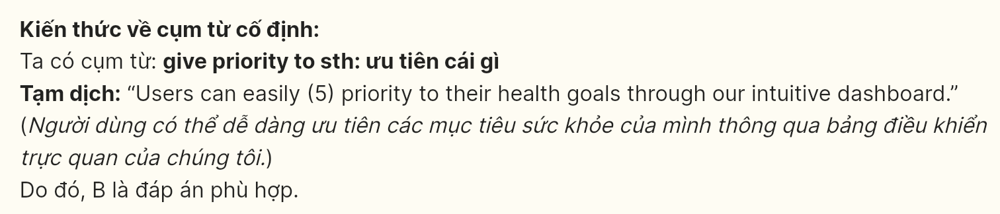 Kiến thức về cụm từ cố định:
Ta có cụm từ: give priority to sth: ưu tiên cái gì
Tạm dịch: “Users can easily (5) priority to their health goals through our intuitive dashboard.”
(Người dùng có thể dễ dàng ưu tiên các mục tiêu sức khỏe của mình thông qua bảng điều khiển
trực quan của chúng tôi.)
Do đó, B là đáp án phù hợp.